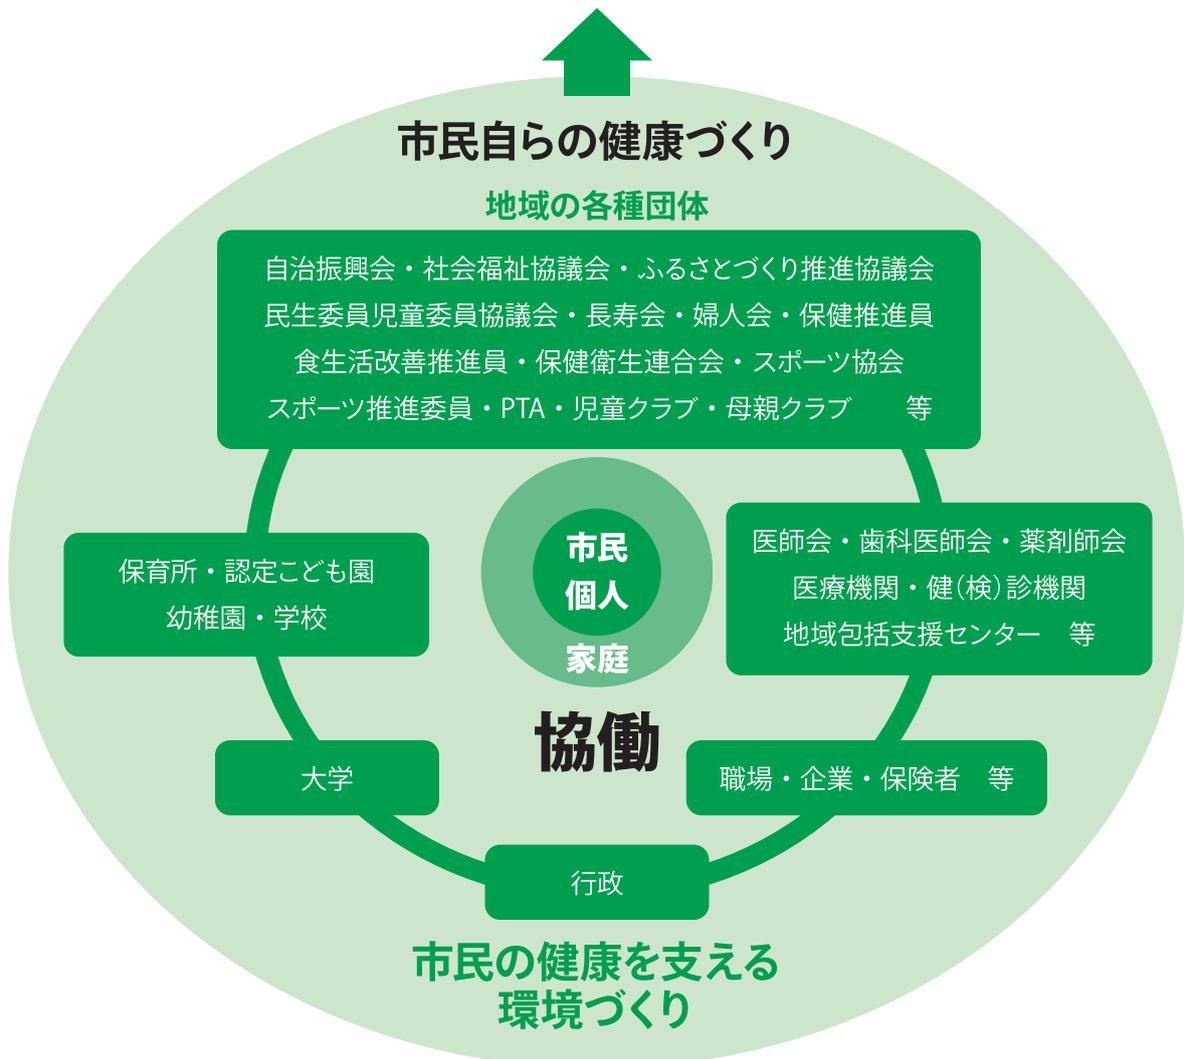 市民自らの健康づくり
地域の各種団体
自治振興会・社会福祉協議会・ふるさとづくり推進協議会
民生委員児童委員協議会・長寿会・婦人会・保健推進員
食生活改善推進員・保健衛生連合会・スポーツ協会
スポーツ推進委員・PTA・児童クラブ・母親クラブ　　等
保育所・認定こども園
幼稚園・学校
市民
個人
家庭
医師会・歯科医師会・薬剤師会
医療機関・健（検）診機関
地域包括支援センター　等
協働
大学
職場・企業・保険者　等
行政
市民の健康を支える
環境づくり